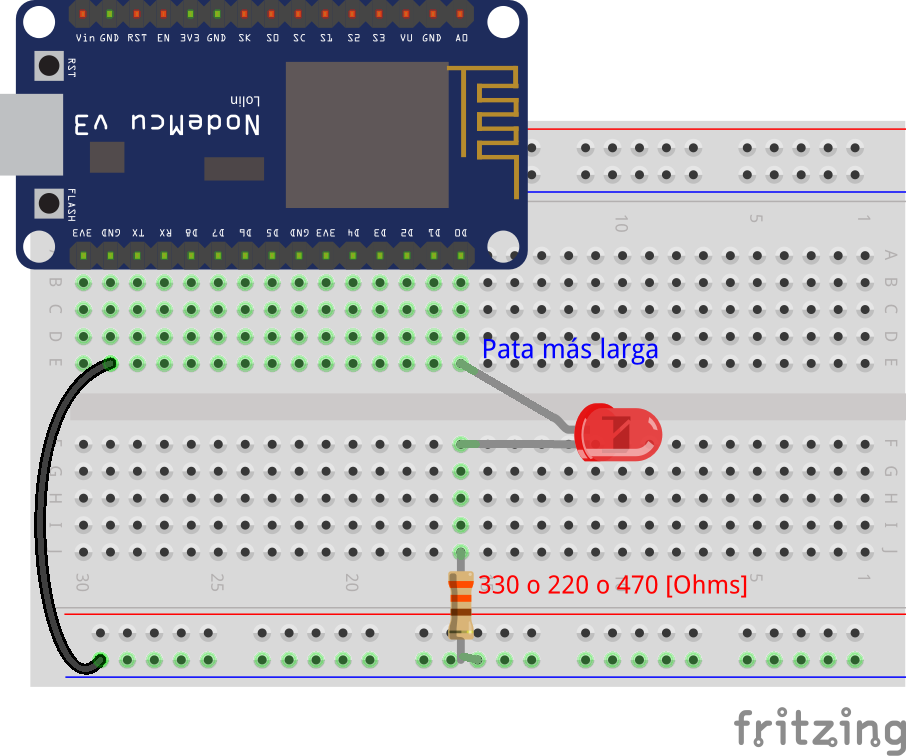 Vin GND RST EN 3V3 GND SK SO SC S1 S2 S3 VU GND AO
RST
Lolin
NodeMcu v3
FLASH
3V3 GND TX RX D8 D7 D6 D5 GND 3V3 D4 D3 D2 D1 D0
10 5 1
A A
B B
C C
D D
E E
Pata más larga
F F
G G
H H
I I
J J
30 25 20 5 1
330 o 220 o 470 [Ohms]
fritzing